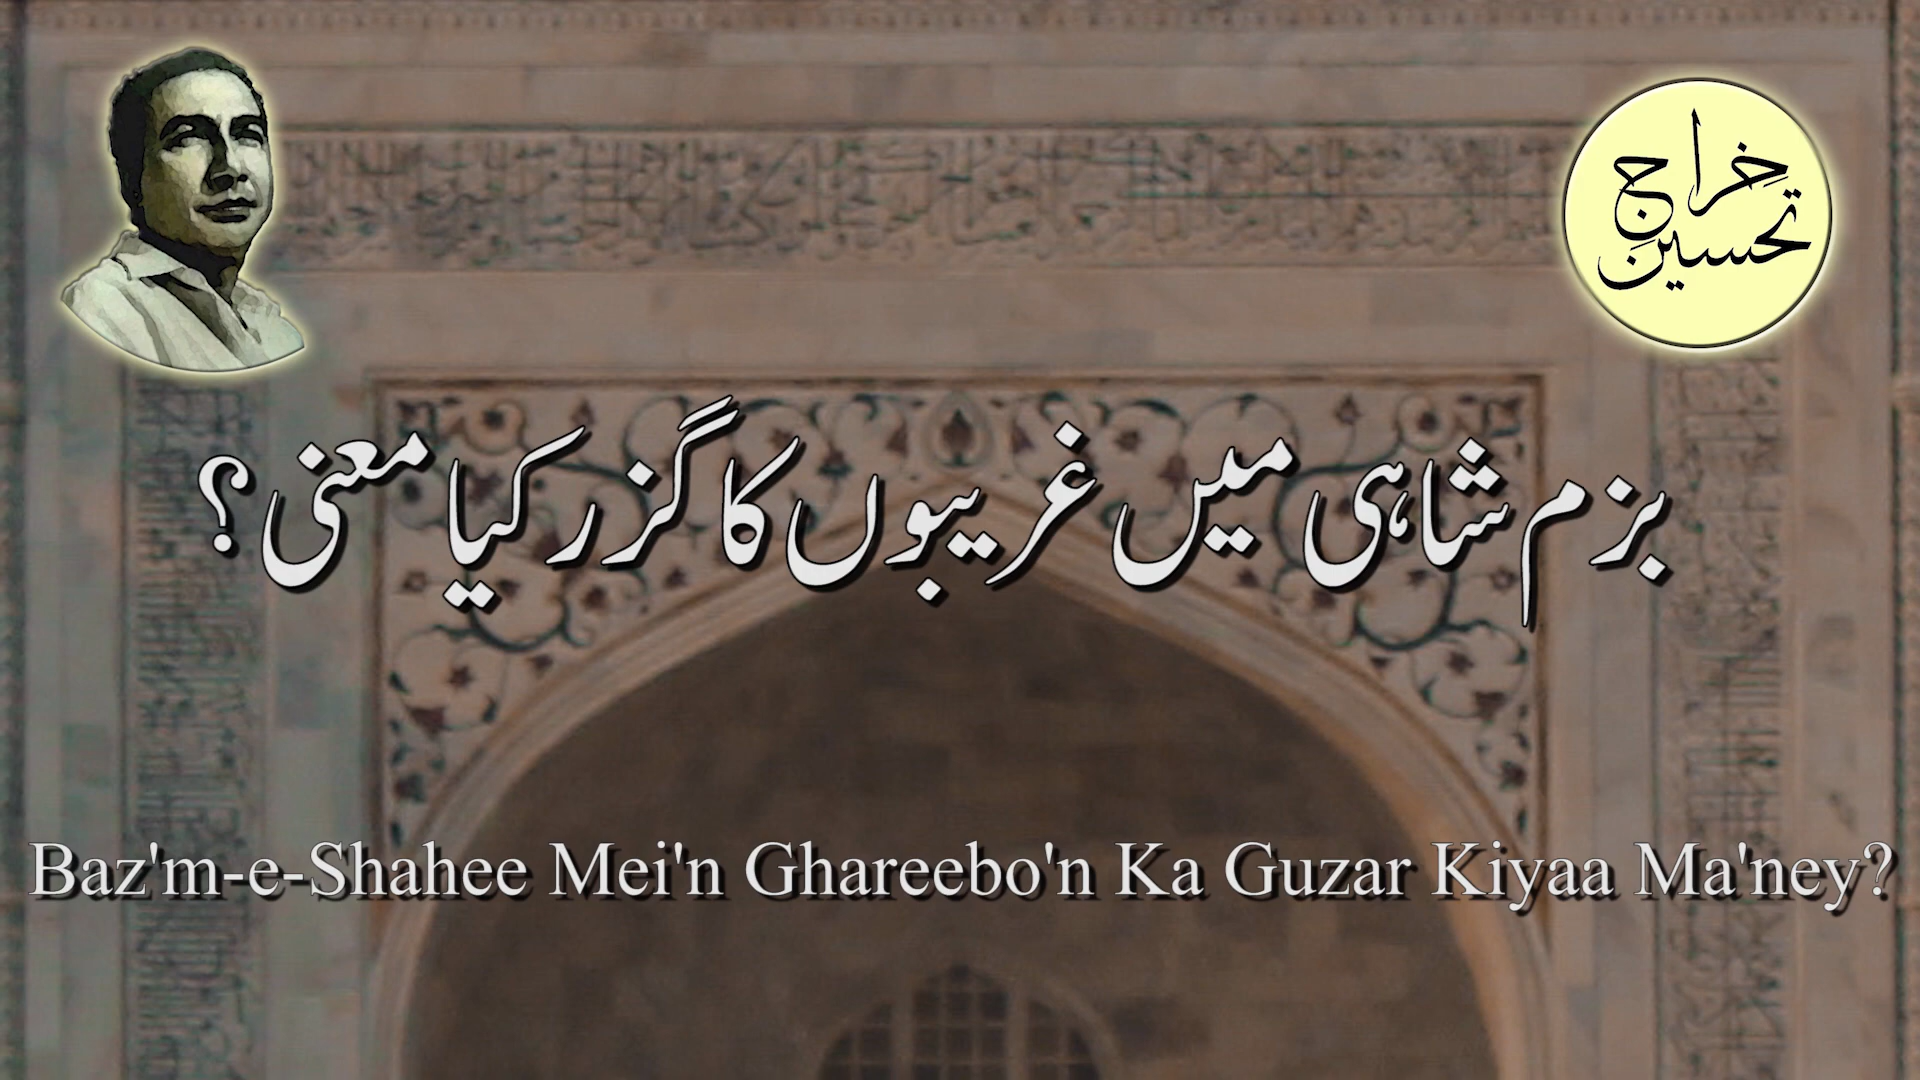 خراج
تحسین
بزم شاہی میں غریبوں کا گزر کیا معنی؟
Baz'm-e-Shahee Mei'n Ghareebo'n Ka Guzar Kiyaa Ma'ney?